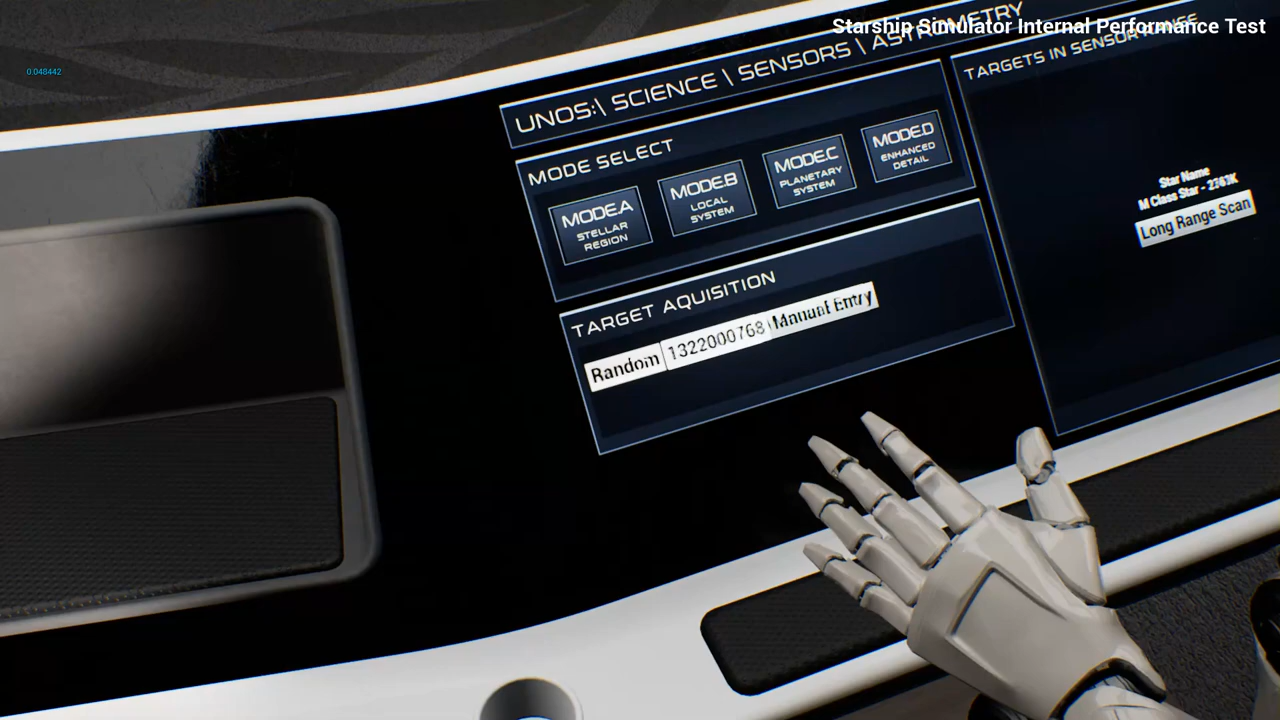 Starship Simulator Internal Performance Test
0.048442
UNOS:\ SCIENCE \ SENSORS \ ASTROMETRY
MODE SELECT
MODE.A
STELLAR
REGION
MODE.B
LOCAL
SYSTEM
MODE.C
PLANETARY
SYSTEM
MODE.D
ENHANCED
DETAIL
TARGET AQUISITION
Random
1322000768
Manual Entry
TARGETS IN SENSOR RANGE
Star Name
M Class Star -
Long Range Scan